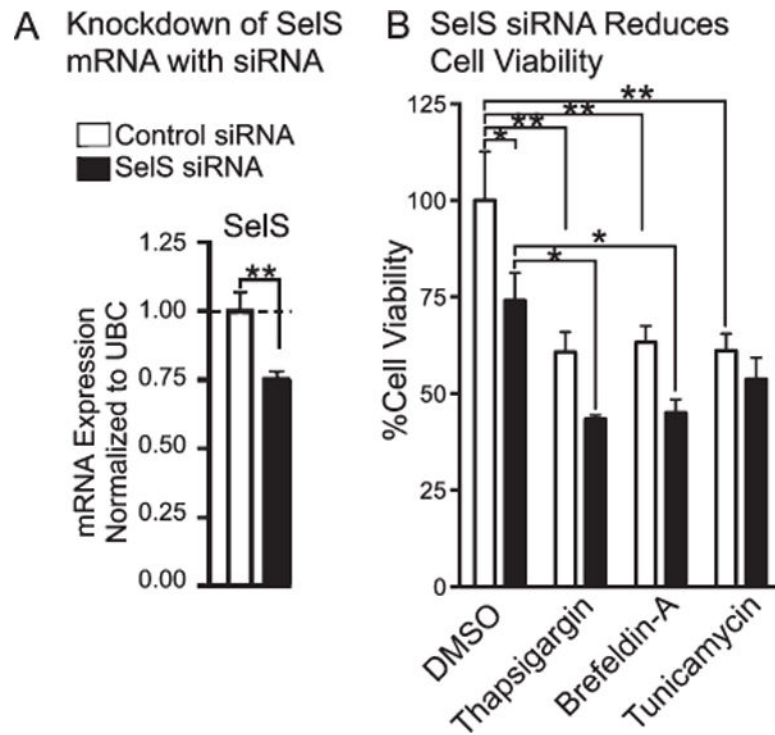 A Knockdown of SelS
mRNA with siRNA
Control siRNA
SelS siRNA
SelS
1.25
1.00
0.75
0.50
0.25
0.00
**
mRNA Expression
Normalized to UBC
B SelS siRNA Reduces
Cell Viability
125
100
75
50
25
0
%Cell Viability
**
**
**
*
*
*
DMSO
Thapsigargin
Brefeldin-A
Tunicamycin